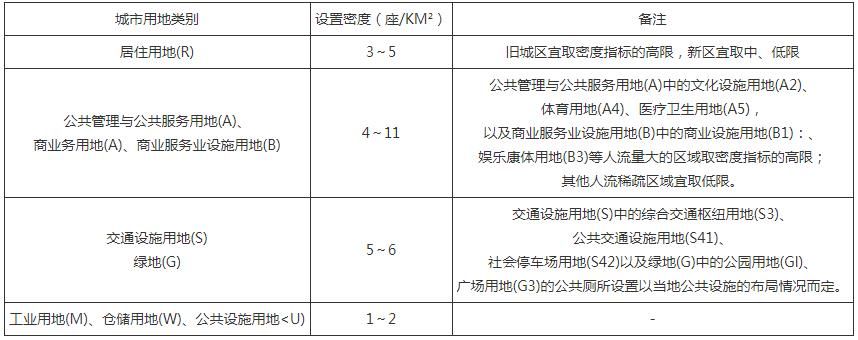 城市用地类别
设置密度（座/KM²）
备注
居住用地(R)
3～5
旧城区宜取密度指标的高限，新区宜取中、低限
公共管理与公共服务用地(A)、
商业务用地(A)、商业服务业设施用地(B)
4～11
公共管理与公共服务用地(A)中的文化设施用地(A2)、
体育用地(A4)、医疗卫生用地(A5)，
以及商业服务业设施用地(B)中的商业设施用地(B1)：、
娱乐康体用地(B3)等人流量大的区域取密度指标的高限；
其他人流稀疏区域宜取低限。
交通设施用地(S)
绿地(G)
5～6
交通设施用地(S)中的综合交通枢纽用地(S3)、
公共交通设施用地(S41)、
社会停车场用地(S42)以及绿地(G)中的公园用地(GI)、
广场用地(G3)的公共厕所设置以当地公共设施的布局情况而定。
工业用地(M)、仓储用地(W)、公共设施用地<U)
1～2
-